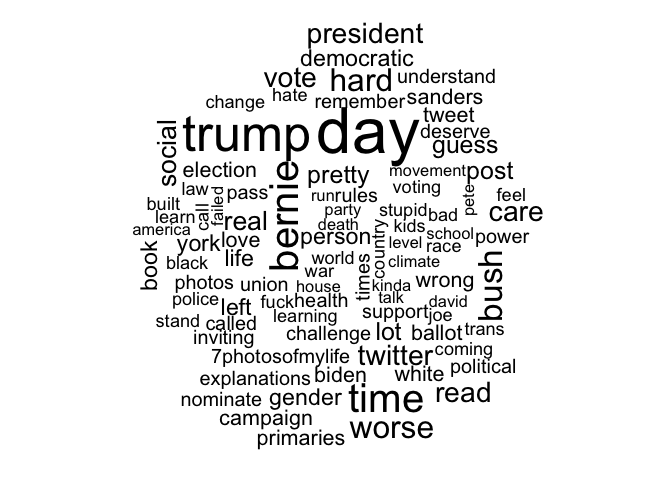 president
democratic
vote hard understand
change hate remember sanders
social trump day tweet
deserve
guess
election bernie pretty movement post
law pass run rules voting pete feel
built call failed party stupid bad care
learn real death kids
america york love person country level school power
race
book black life world times climate bush
war
photos union house kinda wrong
police left fuck health talk david
stand called learning support joe
inviting challenge lot ballot trans
7photosofmylife twitter coming
explanations biden white political
nominate gender time read
campaign worse
primaries